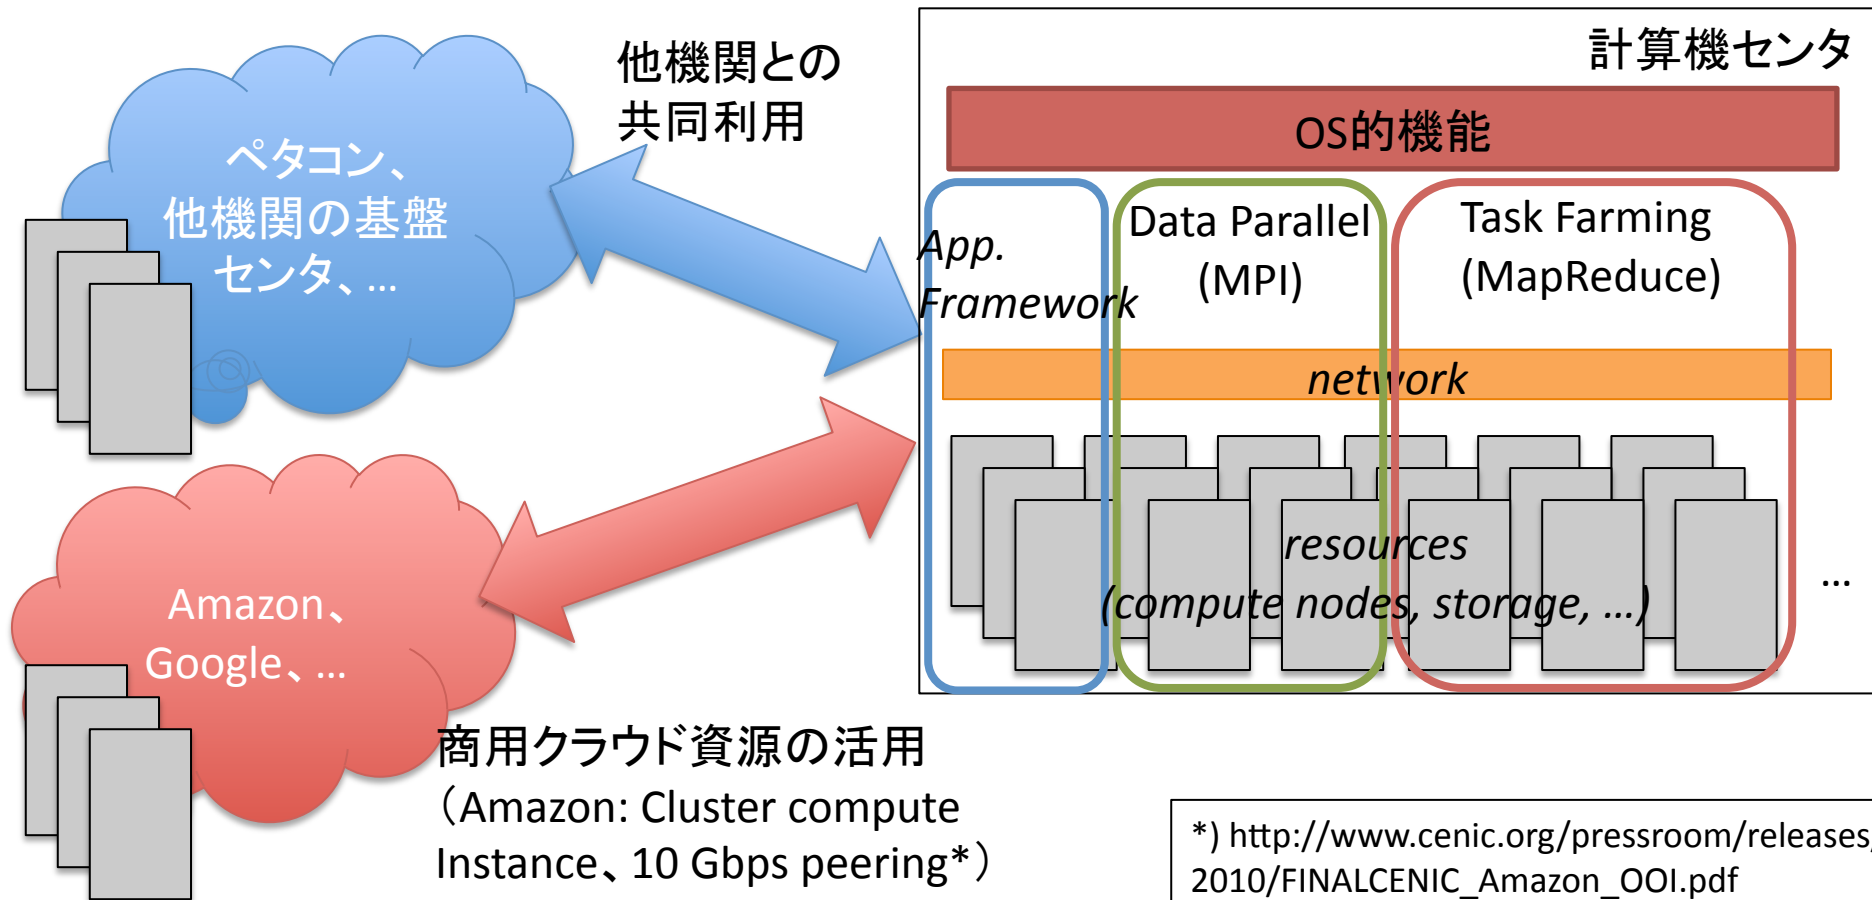 他機関との
共同利用
計算機センタ
OS的機能
ペタコン、
他機関の基盤
センタ、...
App.
Framework
Data Parallel
(MPI)
Task Farming
(MapReduce)
network
resources
(compute nodes, storage, ...)
...
Amazon、
Google、...
商用クラウド資源の活用
（Amazon: Cluster compute
Instance、10 Gbps peering*）
*) http://www.cenic.org/pressroom/releases/
2010/FINALCENIC_Amazon_OOI.pdf